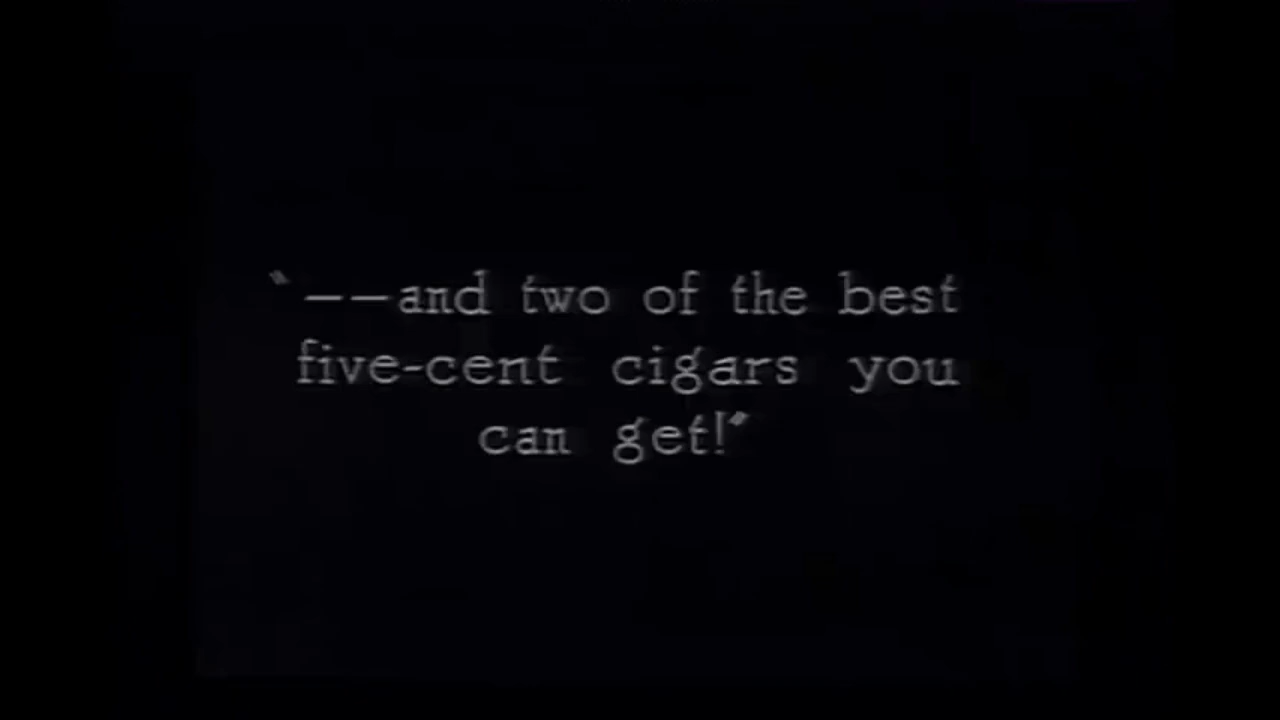 "--and two of the best
five-cent cigars you
can get!"